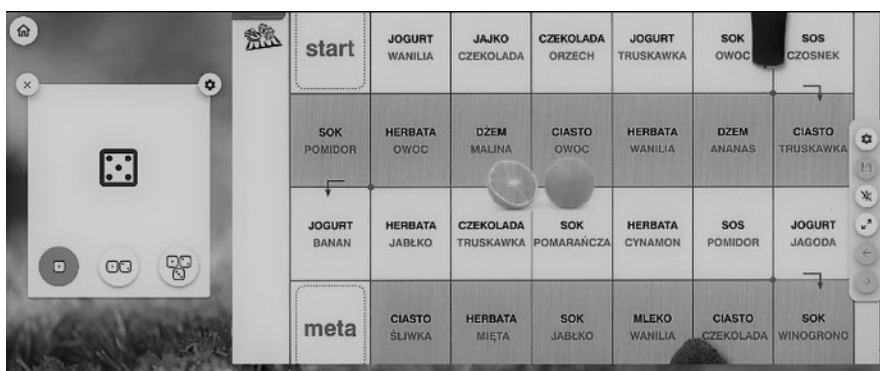 start
JOGURT
WANILIA
JAJKO
CZEKOLADA
CZEKOLADA
ORZECH
JOGURT
TRUSKAWKA
SOK
OWOC
SOS
CZOSNEK
SOK
POMIDOR
HERBATA
OWOC
DŻEM
MALINA
CIASTO
OWOC
HERBATA
WANILIA
DŻEM
ANANAS
CIASTO
TRUSKAWKA
JOGURT
BANAN
HERBATA
JABŁKO
CZEKOLADA
TRUSKAWKA
SOK
POMARAŃCZA
HERBATA
CYNAMON
SOS
POMIDOR
JOGURT
JAGODA
meta
CIASTO
ŚLIWKA
HERBATA
MIĘTA
SOK
JABŁKO
MLEKO
WANILIA
CIASTO
CZEKOLADA
SOK
WINOGRONO